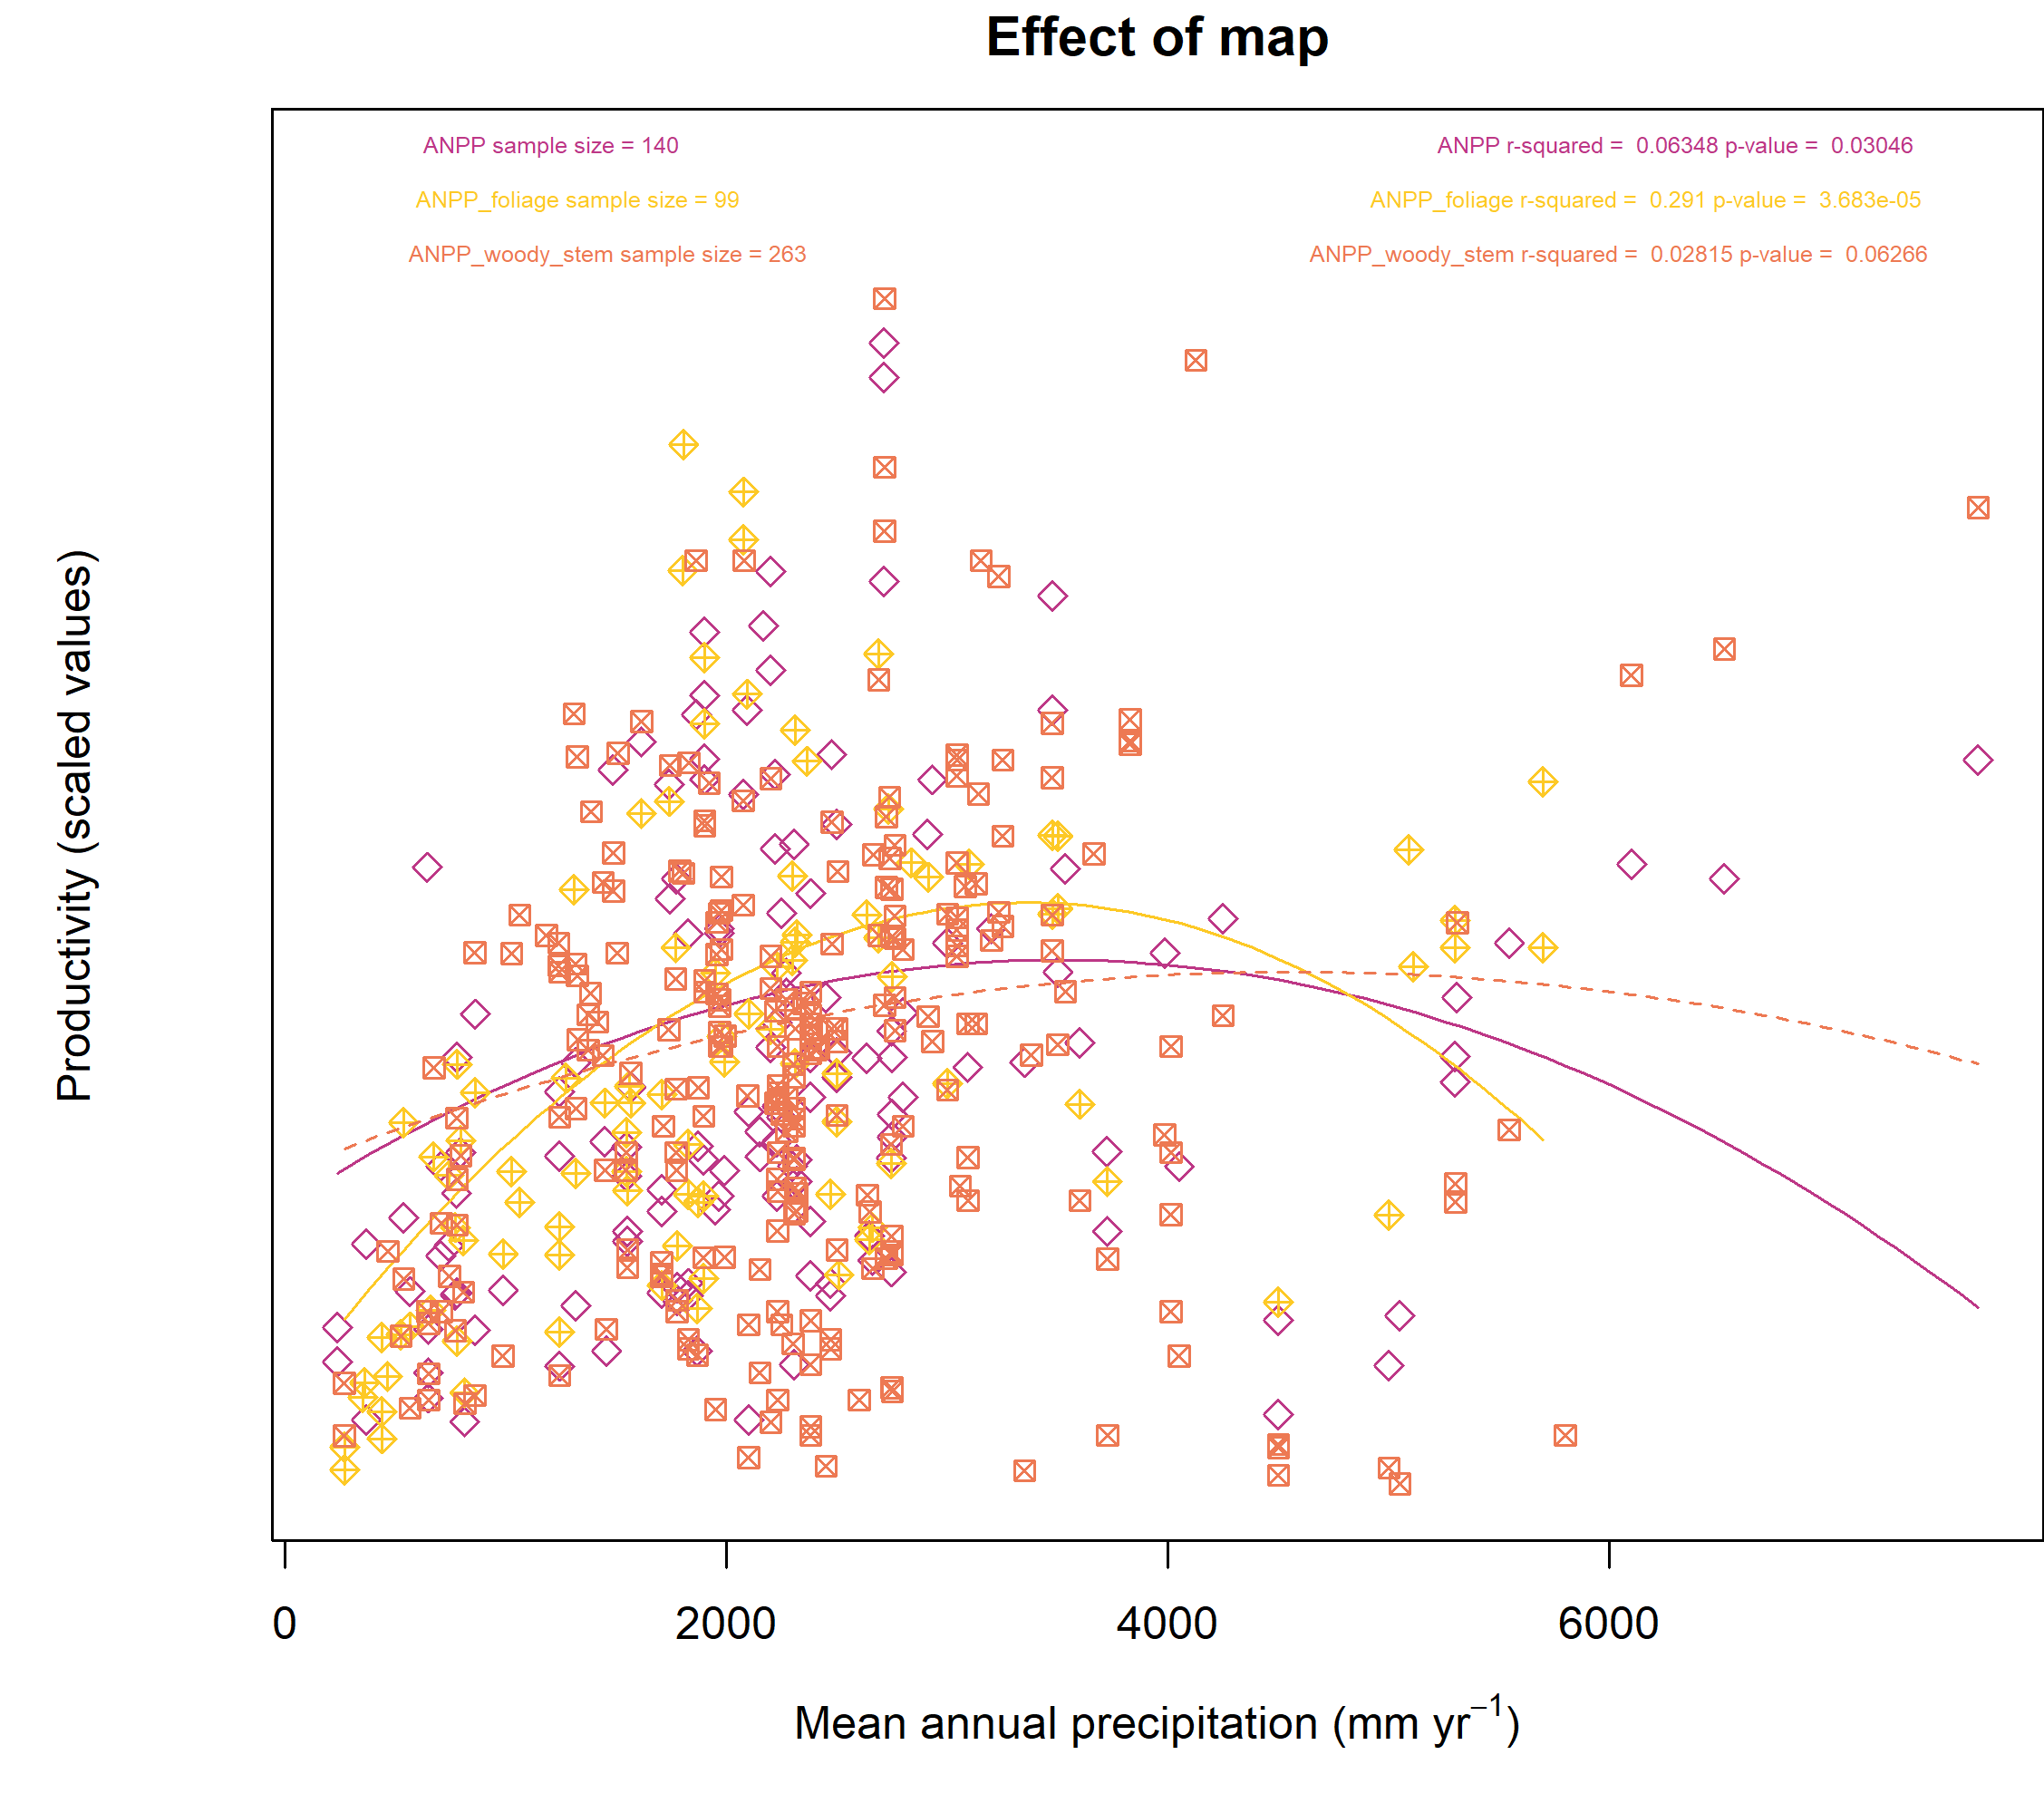 Effect of map
ANPP sample size = 140
ANPP r-squared =  0.06348 p-value =  0.03046
ANPP_foliage sample size = 99
ANPP_foliage r-squared =  0.291 p-value =  3.683e-05
ANPP_woody_stem sample size = 263
ANPP_woody_stem r-squared =  0.02815 p-value =  0.06266
Productivity (scaled values)
0 2000 4000 6000
Mean annual precipitation (mm yr⁻¹)